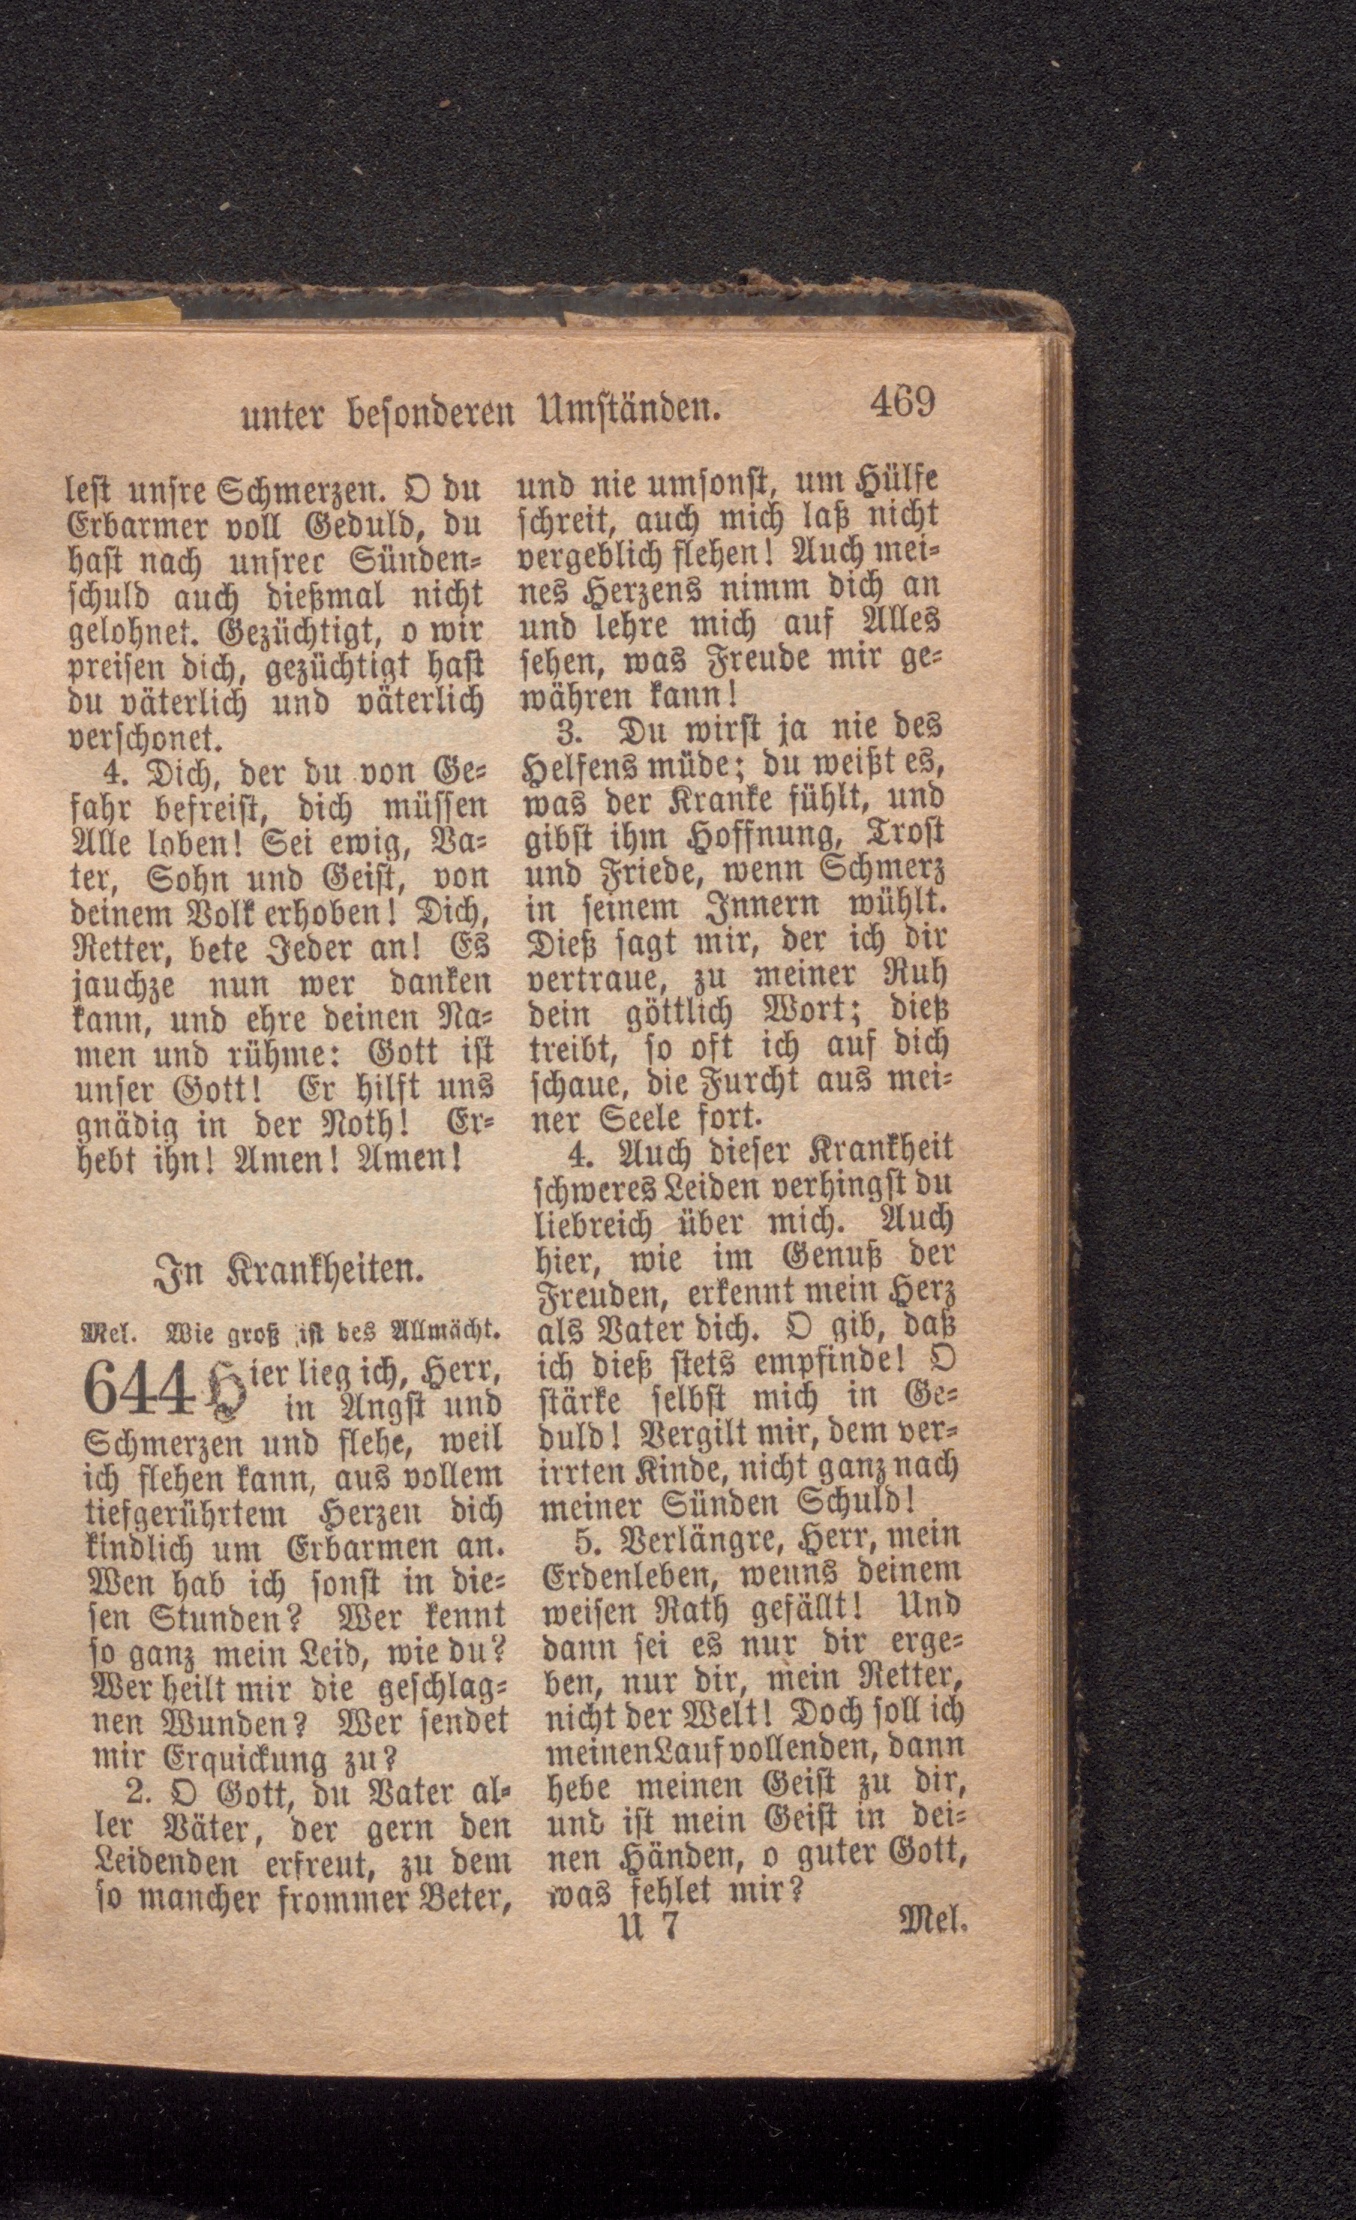 unter besonderen Umständen. 469
lest unsre Schmerzen. O du
Erbarmer voll Geduld, du
hast nach unsrer Sünden-
schuld auch dießmal nicht
gelohnet. Gezüchtigt, o wir
preisen dich, gezüchtigt hast
du väterlich und väterlich
verschonet.
4. Dich, der du von Ge-
fahr befreist, dich müssen
Alle loben! Sei ewig, Va-
ter, Sohn und Geist, von
deinem Volk erhoben! Dich,
Retter, bete Jeder an! Es
jauchze nun wer danken
kann, und ehre deinen Na-
men und rühme: Gott ist
unser Gott! Er hilft uns
gnädig in der Noth! Er-
hebt ihn! Amen! Amen!
In Krankheiten.
Mel. Wie groß ist des Allmächt.
644 Hier lieg ich, Herr,
in Angst und
Schmerzen und flehe, weil
ich flehen kann, aus vollem
tiefgerührtem Herzen dich
kindlich um Erbarmen an.
Wen hab ich sonst in die-
sen Stunden? Wer kennt
so ganz mein Leid, wie du?
Wer heilt mir die geschlag-
nen Wunden? Wer sendet
mir Erquickung zu?
2. O Gott, du Vater al-
ler Väter, der gern den
Leidenden erfreut, zu dem
so mancher frommer Beter,
und nie umsonst, um Hülfe
schreit, auch mich laß nicht
vergeblich flehen! Auch mei-
nes Herzens nimm dich an
und lehre mich auf Alles
sehen, was Freude mir ge-
währen kann!
3. Du wirst ja nie des
Helfens müde; du weißt es,
was der Kranke fühlt, und
gibst ihm Hoffnung, Trost
und Friede, wenn Schmerz
in seinem Innern wühlt.
Dieß sagt mir, der ich dir
vertraue, zu meiner Ruh
dein göttlich Wort; dieß
treibt, so oft ich auf dich
schaue, die Furcht aus mei-
ner Seele fort.
4. Auch dieser Krankheit
schweres Leiden verhingst du
liebreich über mich. Auch
hier, wie im Genuß der
Freuden, erkennt mein Herz
als Vater dich. O gib, daß
ich dieß stets empfinde! O
stärke selbst mich in Ge-
duld! Vergilt mir, dem ver-
irrten Kinde, nicht ganz nach
meiner Sünden Schuld!
5. Verlängre, Herr, mein
Erdenleben, wenns deinem
weisen Rath gefällt! Und
dann sei es nur dir erge-
ben, nur dir, mein Retter,
nicht der Welt! Doch soll ich
meinen Lauf vollenden, dann
hebe meinen Geist zu dir,
und ist mein Geist in dei-
nen Händen, o guter Gott,
was fehlet mir?
U 7 Mel.